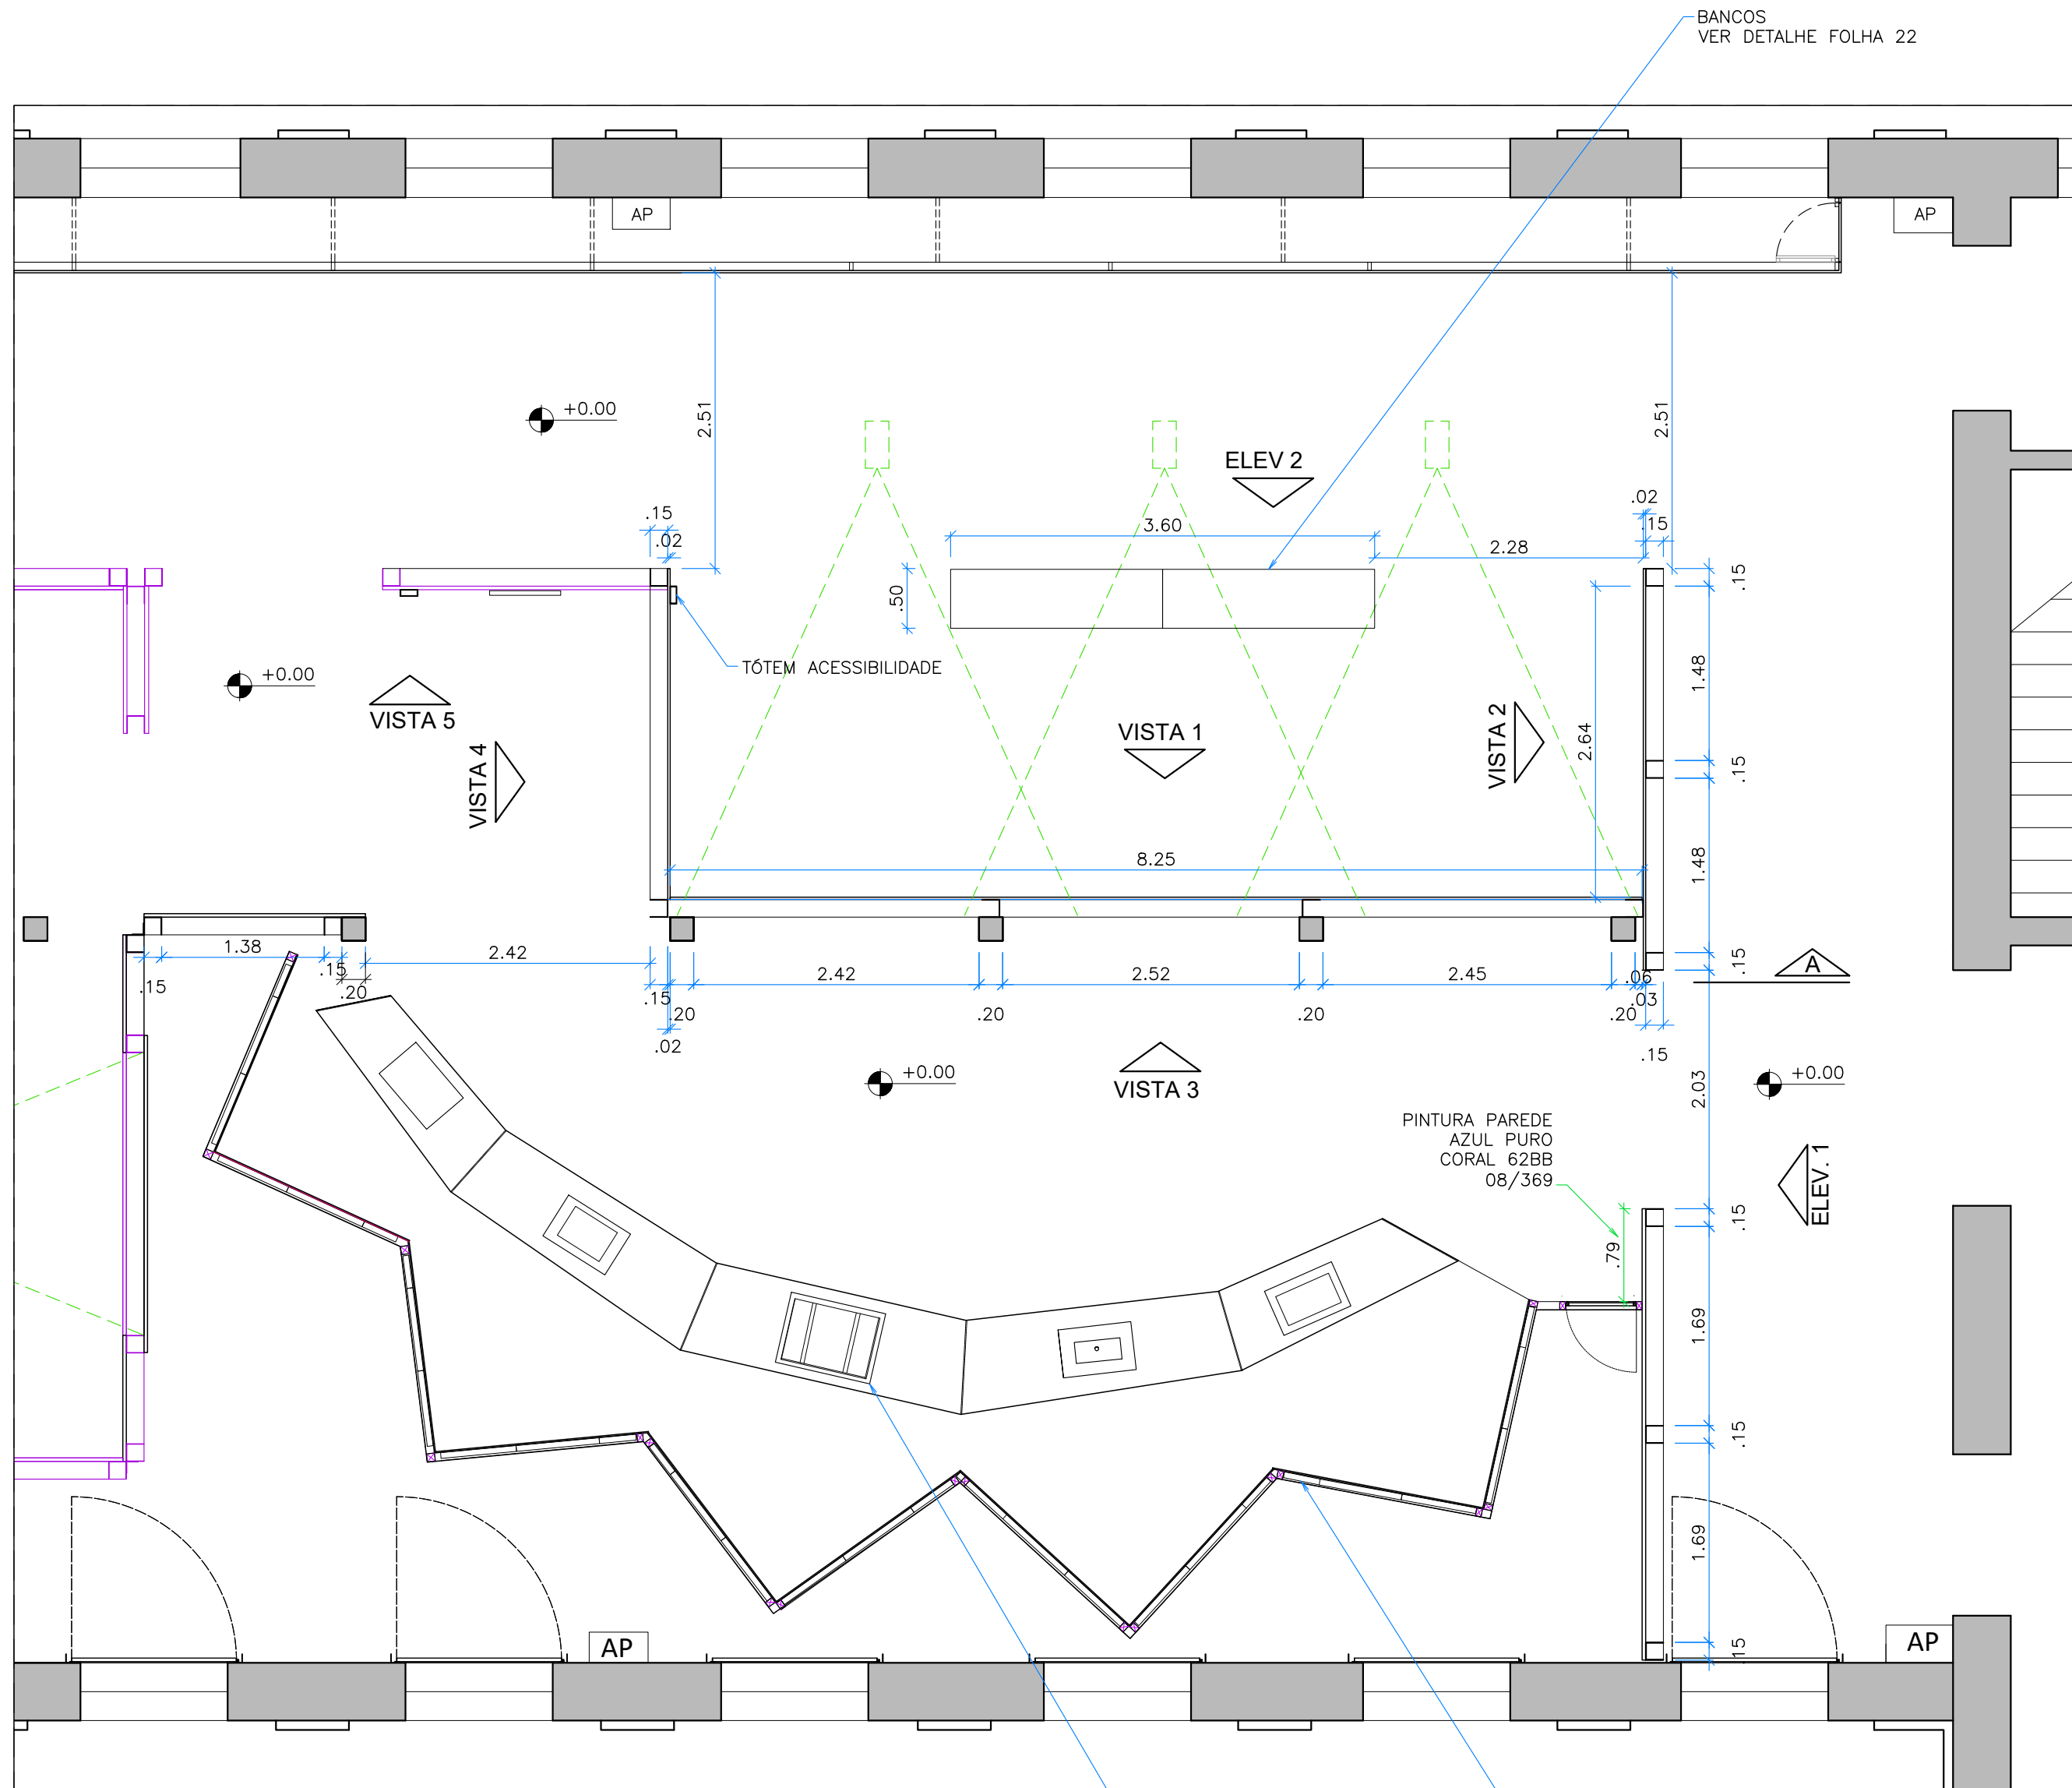 BANCOS
VER DETALHE FOLHA 22
AP
AP
+0.00
2.51
2.51
ELEV 2
.02
.15
.15
.02
3.60
2.28
.15
.50
TÓTEM ACESSIBILIDADE
+0.00
VISTA 5
VISTA 4
VISTA 1
VISTA 2
2.64
1.48
.15
1.48
8.25
1.38
.15
.15
.20
2.42
.15
.20
.02
2.42
.20
2.52
.20
2.45
.06
.03
.20
.15
.15
A
+0.00
VISTA 3
2.03
+0.00
PINTURA PAREDE
AZUL PURO
CORAL 62BB
08/369
ELEV. 1
.79
.15
1.69
.15
1.69
.15
AP
AP